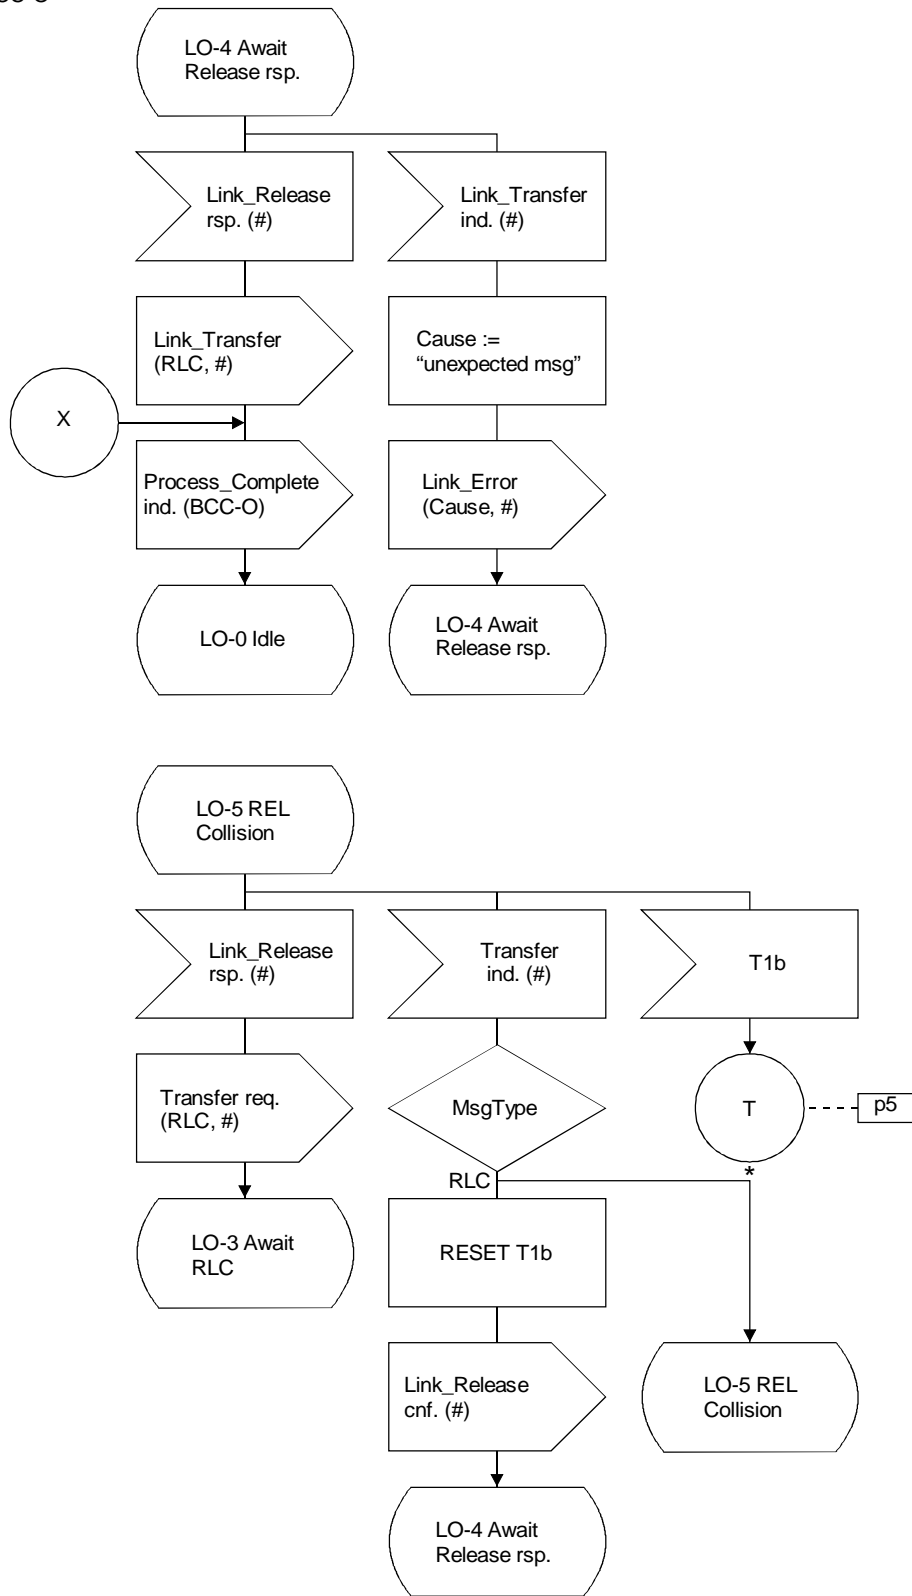 LO-4 Await
Release rsp.
Link_Release
rsp. (#)
Link_Transfer
ind. (#)
Link_Transfer
(RLC, #)
Cause :=
“unexpected msg”
X
Process_Complete
ind. (BCC-O)
Link_Error
(Cause, #)
LO-0 Idle
LO-4 Await
Release rsp.
LO-5 REL
Collision
Link_Release
rsp. (#)
Transfer
ind. (#)
T1b
Transfer req.
(RLC, #)
MsgType
T
p5
RLC
*
LO-3 Await
RLC
RESET T1b
Link_Release
cnf. (#)
LO-5 REL
Collision
LO-4 Await
Release rsp.